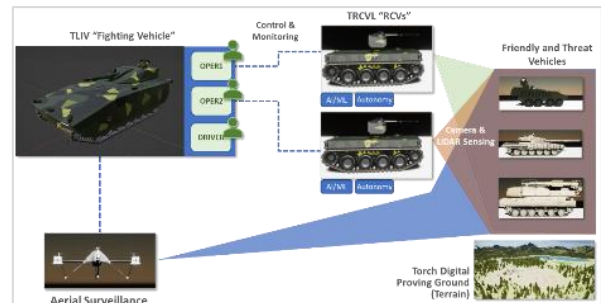 TLIV "Fighting Vehicle"
Control &
Monitoring
TRCVL "RCVs"
Friendly and Threat
Vehicles
OPER1
OPER2
DRIVER
AI/ML
Autonomy
AI/ML
Autonomy
Camera &
LIDAR Sensing
Aerial Surveillance
Torch Digital
Proving Ground
(Terrain)